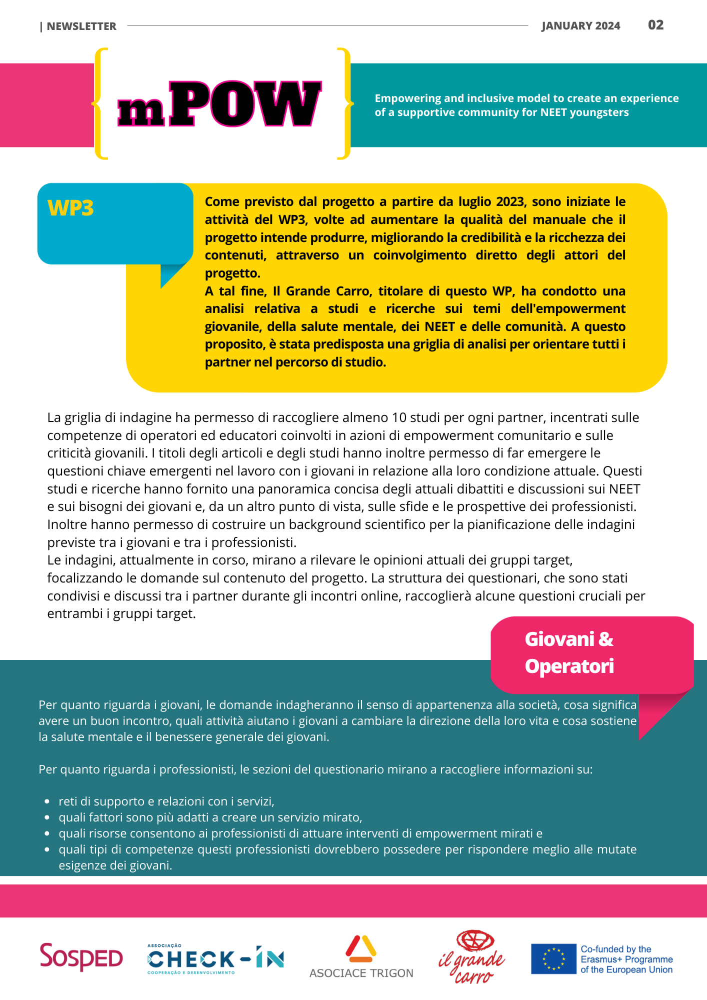 | NEWSLETTER
JANUARY 2024
02
mPOW
Empowering and inclusive model to create an experience
of a supportive community for NEET youngsters
WP3
Come previsto dal progetto a partire da luglio 2023, sono iniziate le
attività del WP3, volte ad aumentare la qualità del manuale che il
progetto intende produrre, migliorando la credibilità e la ricchezza dei
contenuti, attraverso un coinvolgimento diretto degli attori del
progetto.
A tal fine, Il Grande Carro, titolare di questo WP, ha condotto una
analisi relativa a studi e ricerche sui temi dell'empowerment
giovanile, della salute mentale, dei NEET e delle comunità. A questo
proposito, è stata predisposta una griglia di analisi per orientare tutti i
partner nel percorso di studio.
La griglia di indagine ha permesso di raccogliere almeno 10 studi per ogni partner, incentrati sulle
competenze di operatori ed educatori coinvolti in azioni di empowerment comunitario e sulle
criticità giovanili. I titoli degli articoli e degli studi hanno inoltre permesso di far emergere le
questioni chiave emergenti nel lavoro con i giovani in relazione alla loro condizione attuale. Questi
studi e ricerche hanno fornito una panoramica concisa degli attuali dibattiti e discussioni sui NEET
e sui bisogni dei giovani e, da un altro punto di vista, sulle sfide e le prospettive dei professionisti.
Inoltre hanno permesso di costruire un background scientifico per la pianificazione delle indagini
previste tra i giovani e tra i professionisti.
Le indagini, attualmente in corso, mirano a rilevare le opinioni attuali dei gruppi target,
focalizzando le domande sul contenuto del progetto. La struttura dei questionari, che sono stati
condivisi e discussi tra i partner durante gli incontri online, raccoglierà alcune questioni cruciali per
entrambi i gruppi target.
Giovani &
Operatori
Per quanto riguarda i giovani, le domande indagheranno il senso di appartenenza alla società, cosa significa
avere un buon incontro, quali attività aiutano i giovani a cambiare la direzione della loro vita e cosa sostiene
la salute mentale e il benessere generale dei giovani.
Per quanto riguarda i professionisti, le sezioni del questionario mirano a raccogliere informazioni su:
• reti di supporto e relazioni con i servizi,
• quali fattori sono più adatti a creare un servizio mirato,
• quali risorse consentono ai professionisti di attuare interventi di empowerment mirati e
• quali tipi di competenze questi professionisti dovrebbero possedere per rispondere meglio alle mutate
esigenze dei giovani.
SOSPED
ASSOCIAÇÃO
CHECK-iN
COOPERAÇÃO E DESENVOLVIMENTO
ASOCIACE TRIGON
il grande
carro
Co-funded by the
Erasmus+ Programme
of the European Union